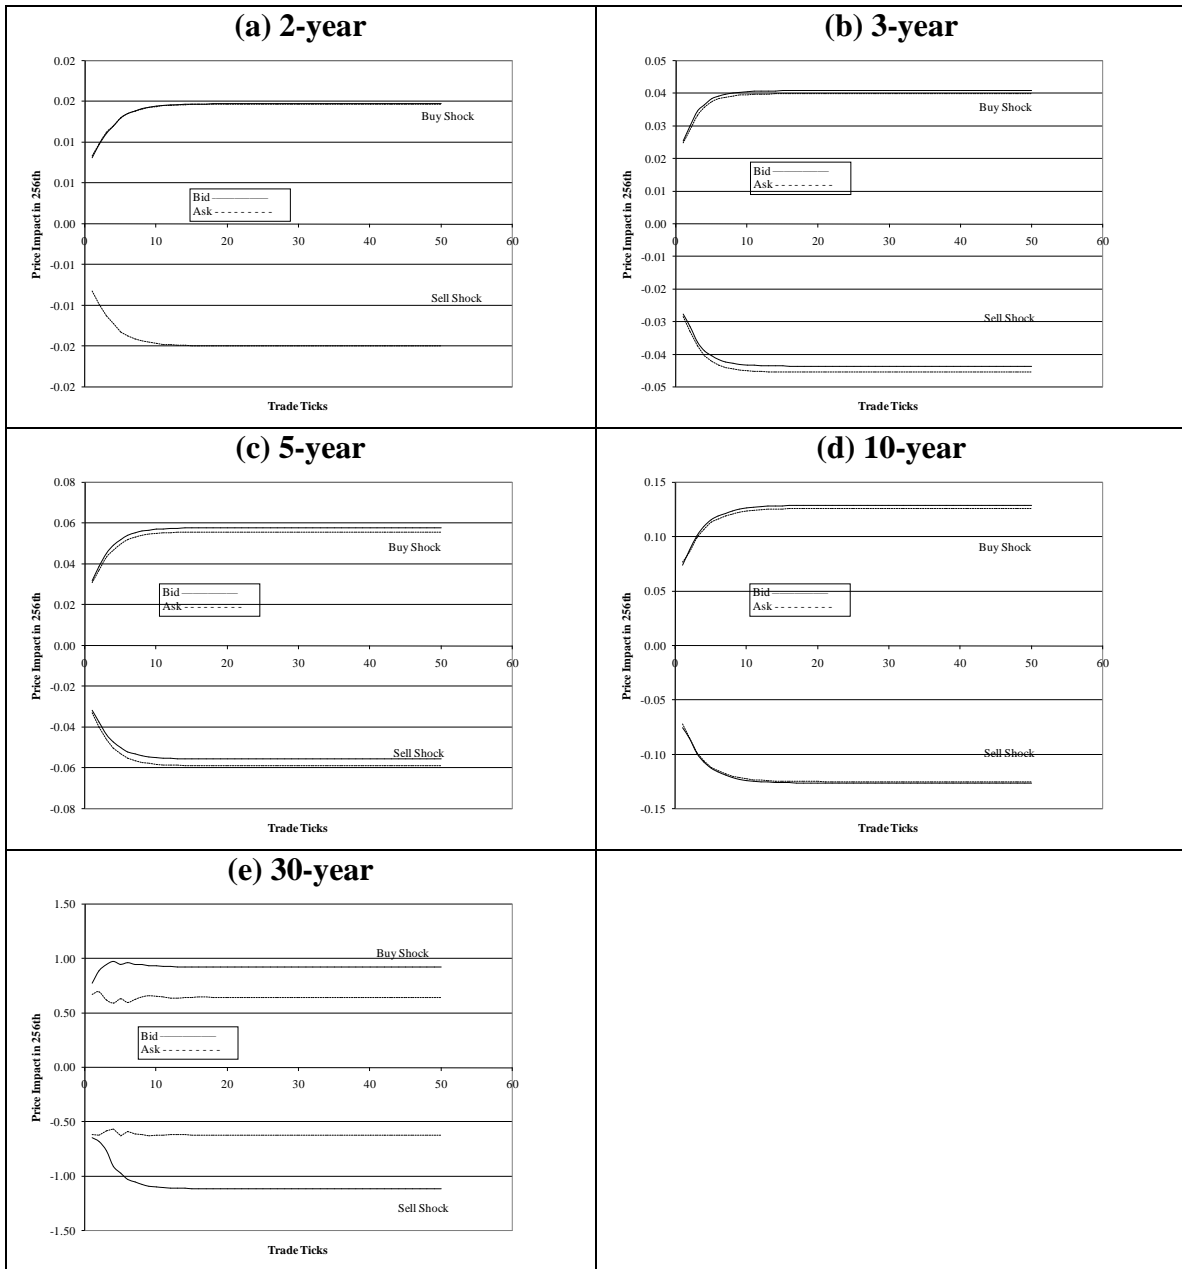 (a) 2-year
0.02
0.02
0.01
0.01
0.00
-0.01
-0.01
-0.02
-0.02
0 10 20 30 40 50 60
Price Impact in 256th
Trade Ticks
Buy Shock
Bid
Ask
Sell Shock
(b) 3-year
0.05
0.04
0.03
0.02
0.01
0.00
-0.01
-0.02
-0.03
-0.04
-0.05
0 10 20 30 40 50 60
Price Impact in 256th
Trade Ticks
Buy Shock
Bid
Ask
Sell Shock
(c) 5-year
0.08
0.06
0.04
0.02
0.00
-0.02
-0.04
-0.06
-0.08
0 10 20 30 40 50 60
Price Impact in 256th
Trade Ticks
Buy Shock
Bid
Ask
Sell Shock
(d) 10-year
0.15
0.10
0.05
0.00
-0.05
-0.10
-0.15
0 10 20 30 40 50 60
Price Impact in 256th
Trade Ticks
Buy Shock
Bid
Ask
Sell Shock
(e) 30-year
1.50
1.00
0.50
0.00
-0.50
-1.00
-1.50
0 10 20 30 40 50 60
Price Impact in 256th
Trade Ticks
Buy Shock
Bid
Ask
Sell Shock